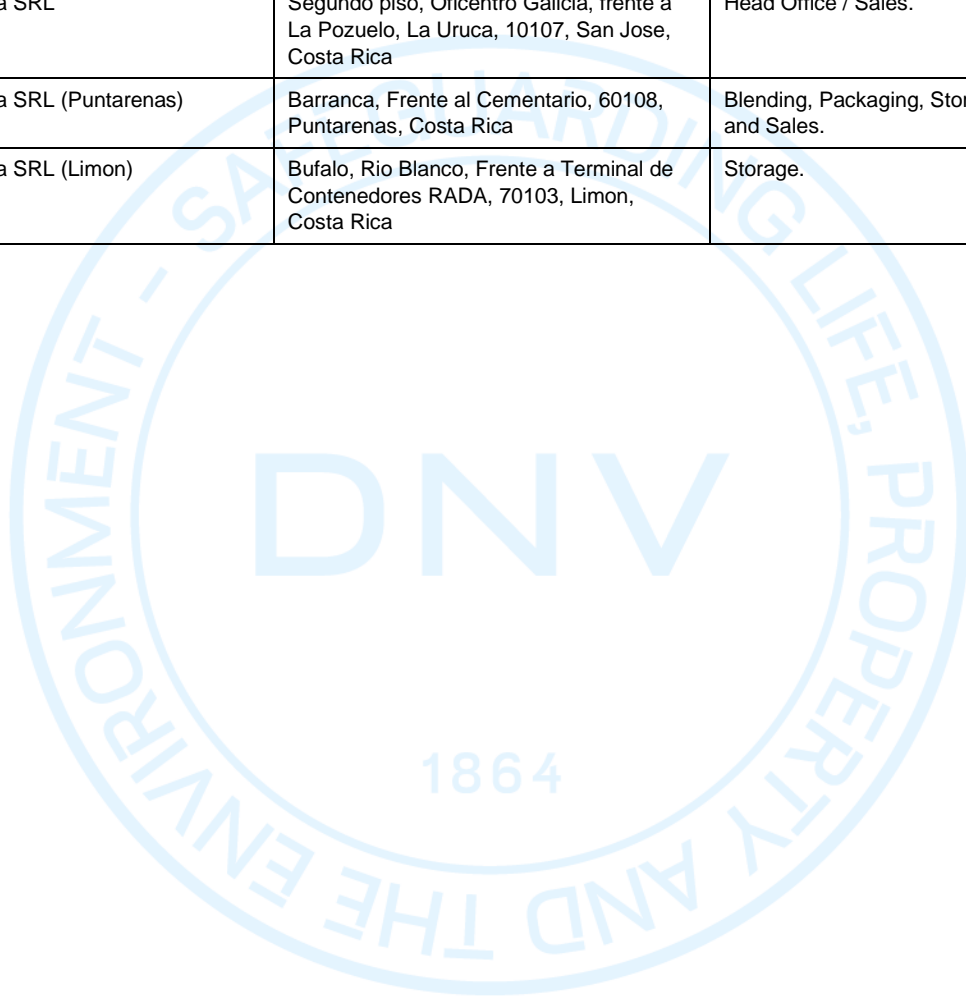 a SRL
Segundo piso, Oficentro Galicia, frente a
La Pozuelo, La Uruca, 10107, San Jose,
Costa Rica
Head Office / Sales.
a SRL (Puntarenas)
Barranca, Frente al Cementario, 60108,
Puntarenas, Costa Rica
Blending, Packaging, Stor
and Sales.
a SRL (Limon)
Bufalo, Rio Blanco, Frente a Terminal de
Contenedores RADA, 70103, Limon,
Costa Rica
Storage.
SAFEGUARDING LIFE, PROPERTY AND THE ENVIRONMENT -
DNV
1864